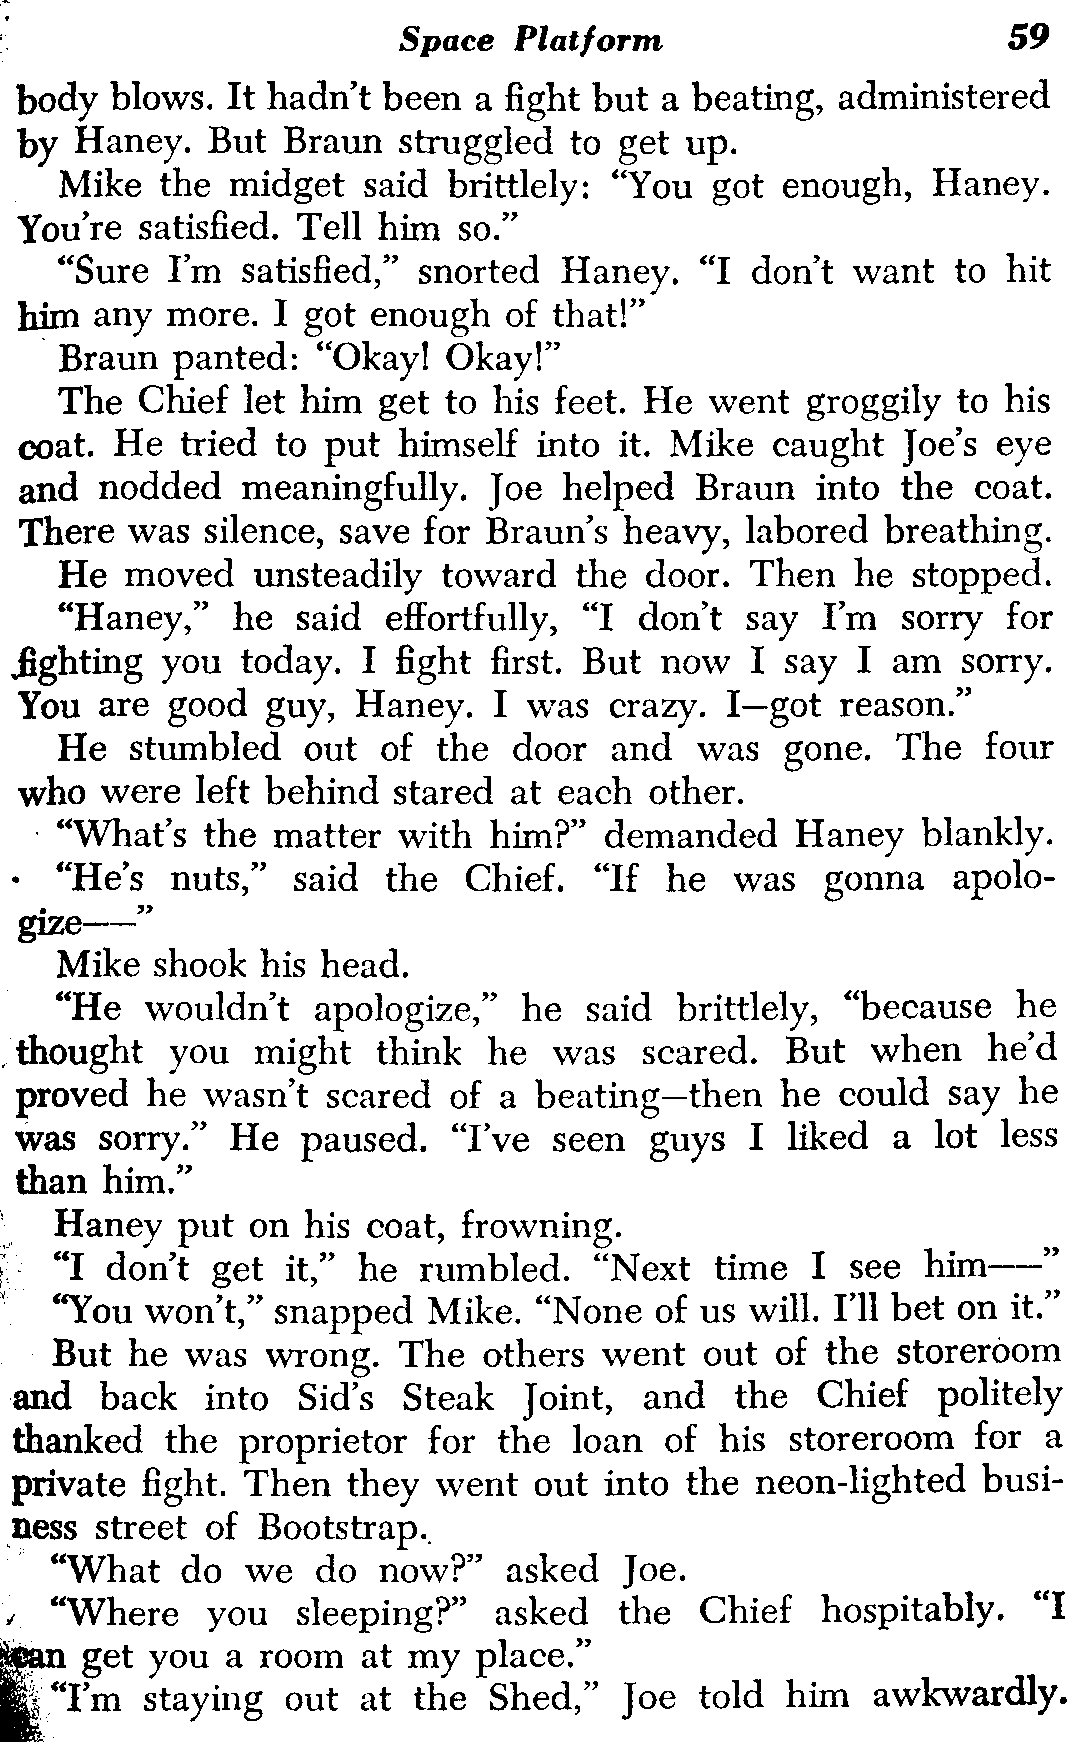 Space Platform 59
body blows. It hadn't been a fight but a beating, administered
by Haney. But Braun struggled to get up.
Mike the midget said brittlely: "You got enough, Haney.
You're satisfied. Tell him so."
"Sure I'm satisfied," snorted Haney. "I don't want to hit
him any more. I got enough of that!"
Braun panted: "Okay! Okay!"
The Chief let him get to his feet. He went groggily to his
coat. He tried to put himself into it. Mike caught Joe's eye
and nodded meaningfully. Joe helped Braun into the coat.
There was silence, save for Braun's heavy, labored breathing.
He moved unsteadily toward the door. Then he stopped.
"Haney," he said effortfully, "I don't say I'm sorry for
fighting you today. I fight first. But now I say I am sorry.
You are good guy, Haney. I was crazy. I—got reason."
He stumbled out of the door and was gone. The four
who were left behind stared at each other.
"What's the matter with him?" demanded Haney blankly.
"He's nuts," said the Chief. "If he was gonna apolo-
gize——"
Mike shook his head.
"He wouldn't apologize," he said brittlely, "because he
thought you might think he was scared. But when he'd
proved he wasn't scared of a beating—then he could say he
was sorry." He paused. "I've seen guys I liked a lot less
than him."
Haney put on his coat, frowning.
"I don't get it," he rumbled. "Next time I see him——"
"You won't," snapped Mike. "None of us will. I'll bet on it."
But he was wrong. The others went out of the storeroom
and back into Sid's Steak Joint, and the Chief politely
thanked the proprietor for the loan of his storeroom for a
private fight. Then they went out into the neon-lighted busi-
ness street of Bootstrap.
"What do we do now?" asked Joe.
"Where you sleeping?" asked the Chief hospitably. "I
can get you a room at my place."
"I'm staying out at the Shed," Joe told him awkwardly.